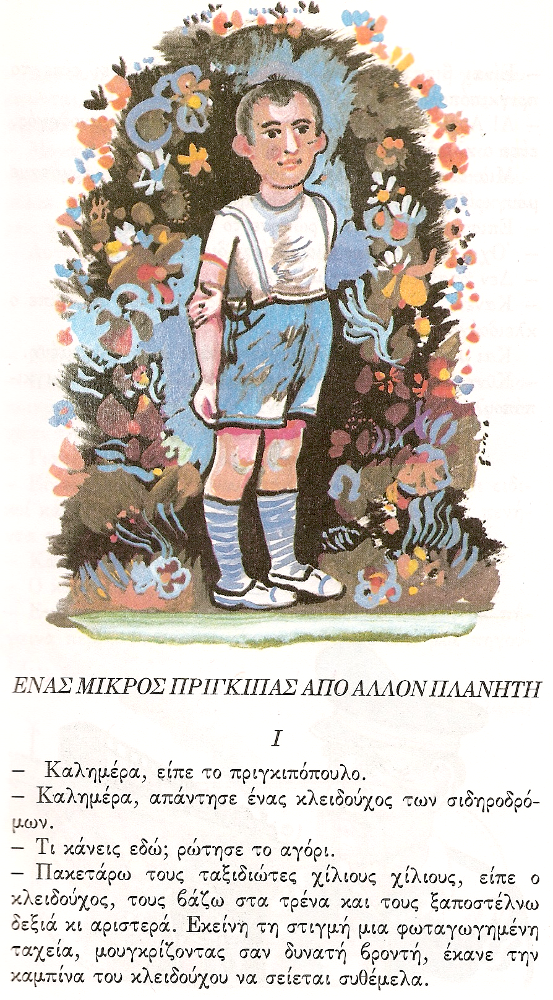 ΕΝΑΣ ΜΙΚΡΟΣ ΠΡΙΓΚΙΠΑΣ ΑΠΟ ΑΛΛΟΝ ΠΛΑΝΗΤΗ
I
– Καλημέρα, είπε το πριγκιπόπουλο.
– Καλημέρα, απάντησε ένας κλειδούχος των σιδηροδρό-
μων.
– Τι κάνεις εδώ; ρώτησε το αγόρι.
– Πακετάρω τους ταξιδιώτες χίλιους χίλιους, είπε ο
κλειδούχος, τους βάζω στα τρένα και τους ξαποστέλνω
δεξιά κι αριστερά. Εκείνη τη στιγμή μια φωταγωγημένη
ταχεία, μουγκρίζοντας σαν δυνατή βροντή, έκανε την
καμπίνα του κλειδούχου να σείεται συθέμελα.